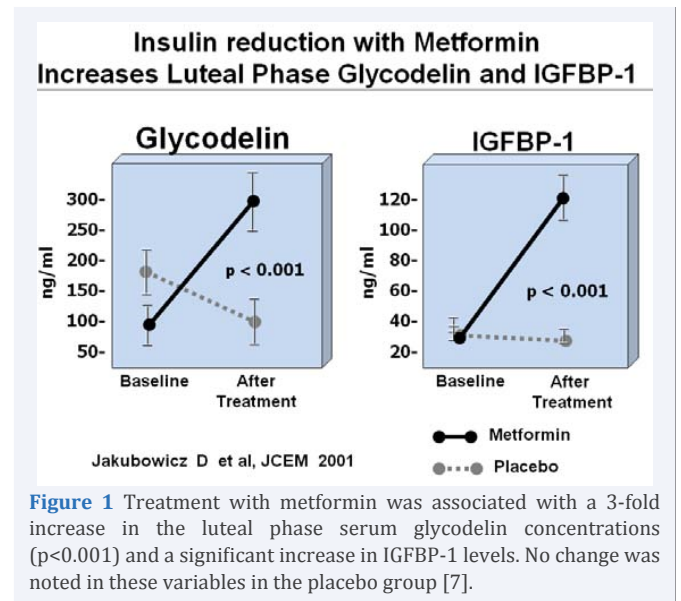 Insulin reduction with Metformin
Increases Luteal Phase Glycodelin and IGFBP-1
Glycodelin
300-
250-
200-
150-
100-
50-
ng/ml
p < 0.001
Baseline
After
Treatment
IGFBP-1
120-
100-
80-
60-
40-
20-
ng/ml
p < 0.001
Baseline
After
Treatment
Metformin
Placebo
Jakubowicz D et al, JCEM 2001
Figure 1 Treatment with metformin was associated with a 3-fold
increase in the luteal phase serum glycodelin concentrations
(p<0.001) and a significant increase in IGFBP-1 levels. No change was
noted in these variables in the placebo group [7].